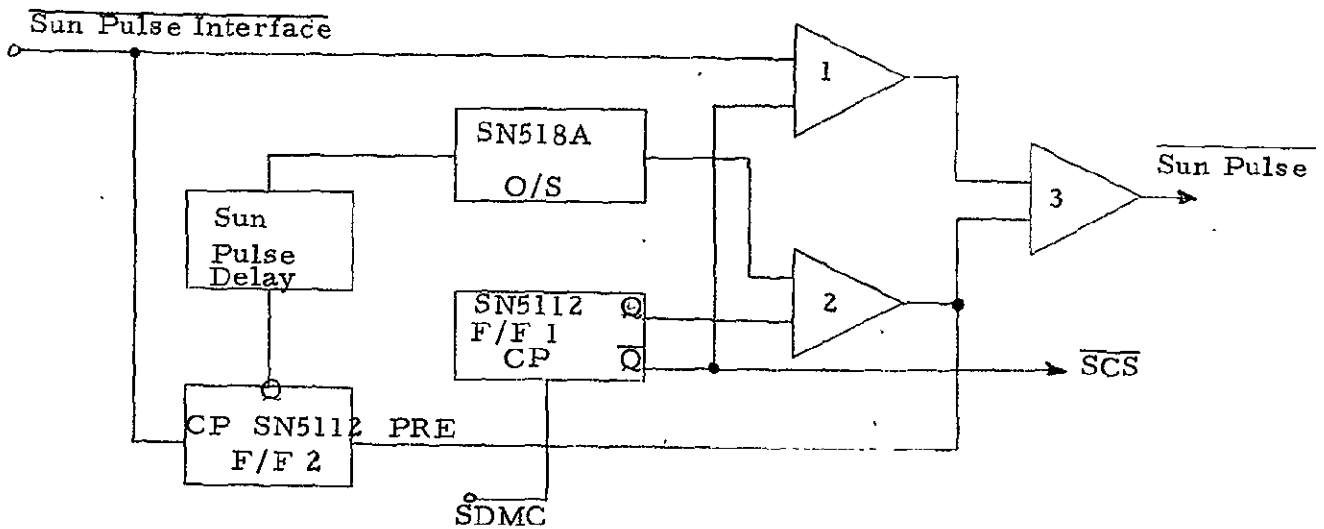 Sun Pulse Interface
1
SN518A
O/S
Sun Pulse
3
Sun
Pulse
Delay
2
SN5112 Q
F/F 1
CP Q
SCS
Q
CP SN5112 PRE
F/F 2
SDMC